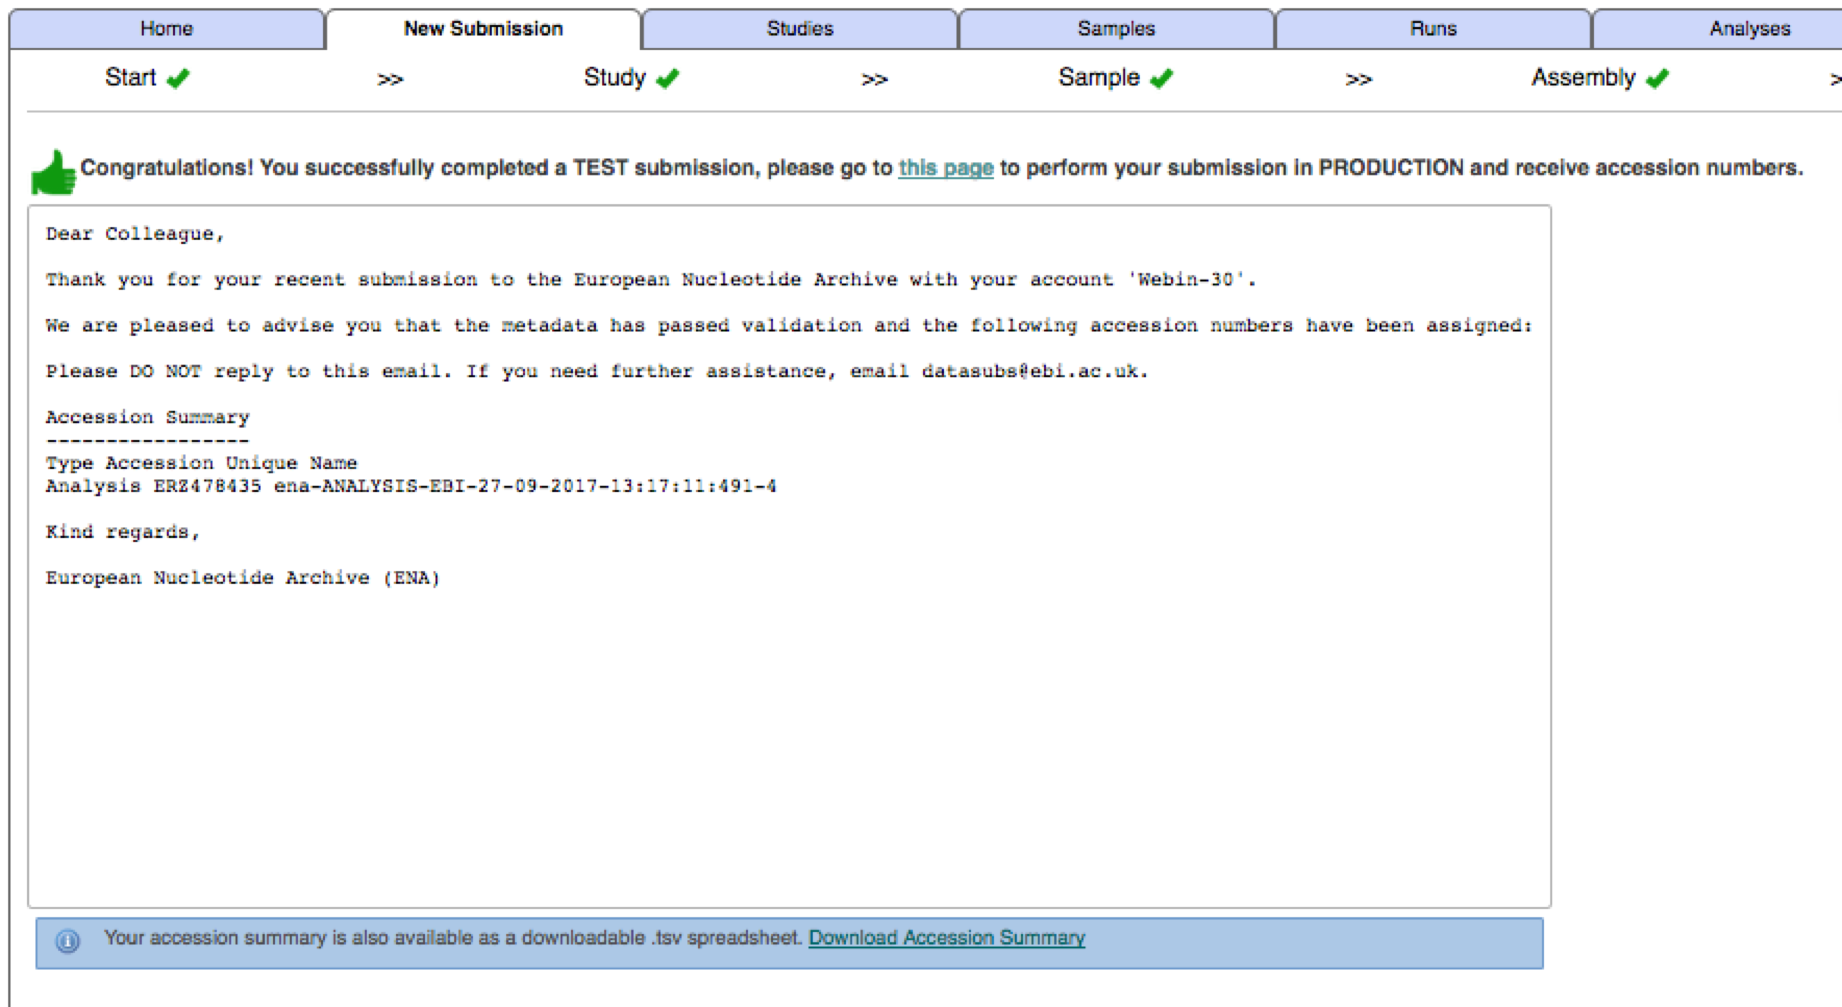 Home New Submission Studies Samples Runs Analyses
Start >> Study >> Sample >> Assembly >
Congratulations! You successfully completed a TEST submission, please go to this page to perform your submission in PRODUCTION and receive accession numbers.
Dear Colleague,
Thank you for your recent submission to the European Nucleotide Archive with your account 'Webin-30'.
We are pleased to advise you that the metadata has passed validation and the following accession numbers have been assigned:
Please DO NOT reply to this email. If you need further assistance, email datasubs@ebi.ac.uk.
Accession Summary
-----------------
Type Accession Unique Name
Analysis ERZ478435 ena-ANALYSIS-EBI-27-09-2017-13:17:11:491-4
Kind regards,
European Nucleotide Archive (ENA)
Your accession summary is also available as a downloadable .tsv spreadsheet. Download Accession Summary